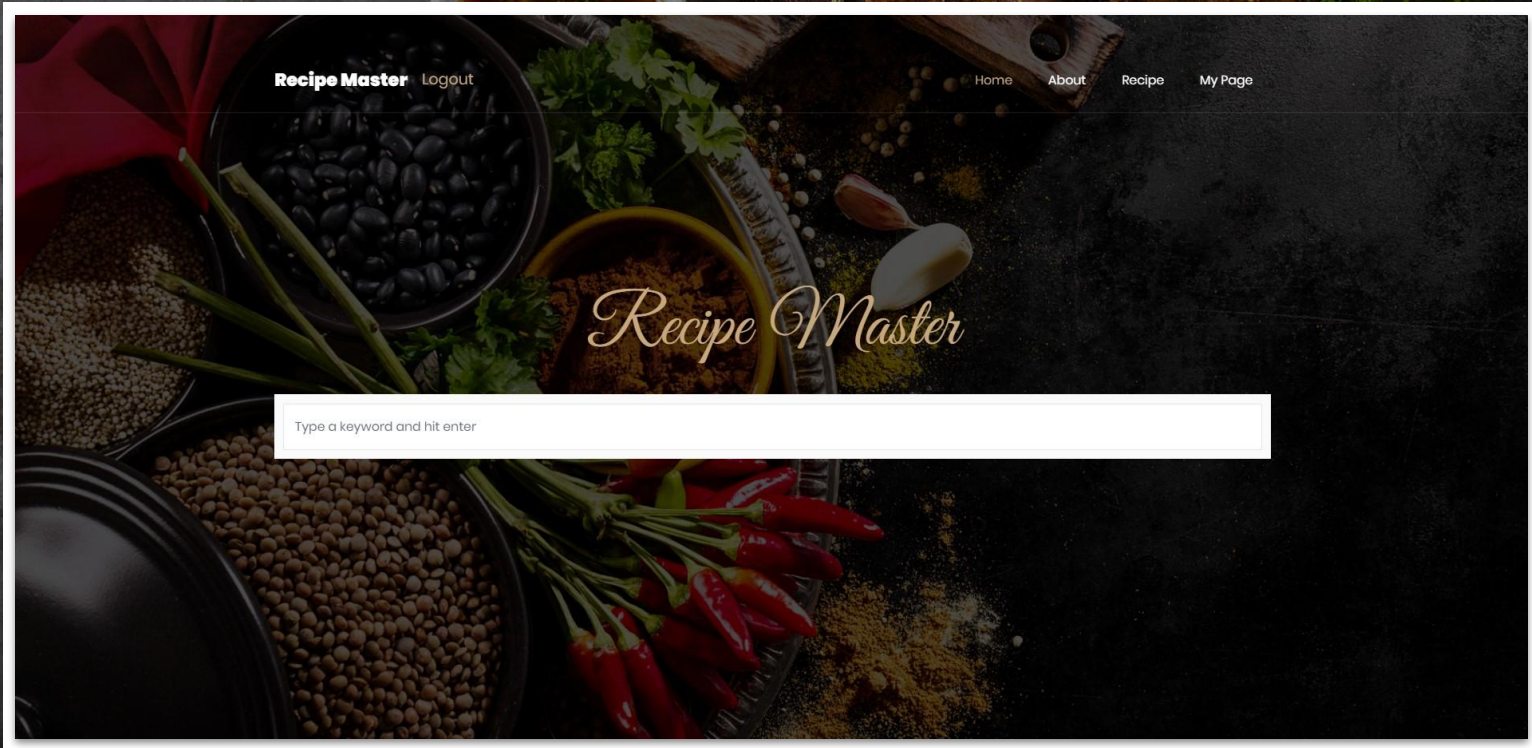 Recipe Master Logout Home About Recipe My Page
Recipe Master
Type a keyword and hit enter